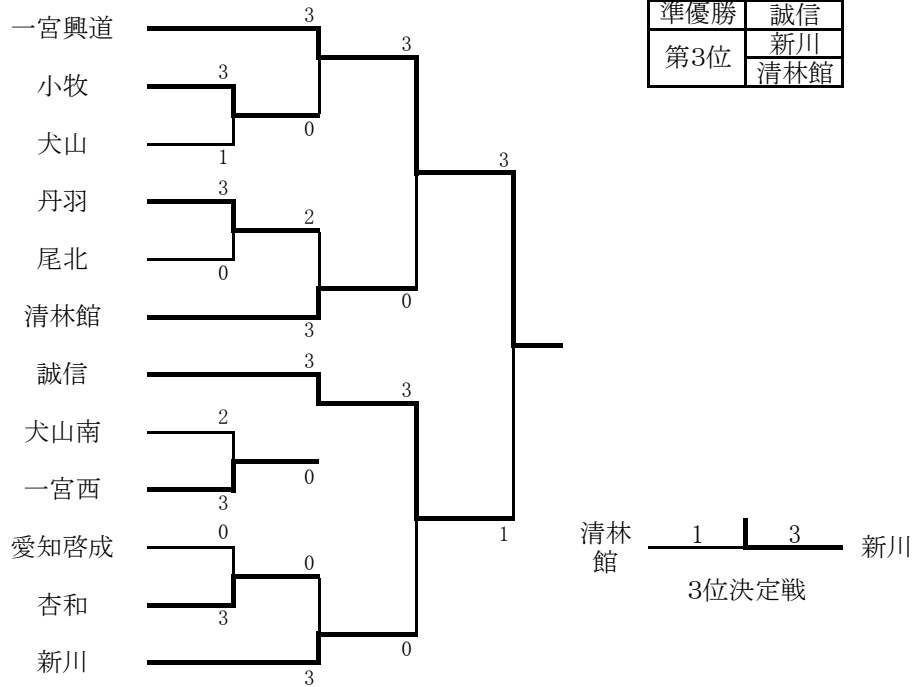 準優勝 誠信
第3位
新川
清林館
3
一宮興道
3
3
小牧
0
犬山
1
3
3
丹羽
2
尾北
0
0
清林館
3
3
誠信
3
2
犬山南
0
一宮西
3
0
1
愛知啓成
0
杏和
3
0
新川
3
清林館
1 3
新川
3位決定戦